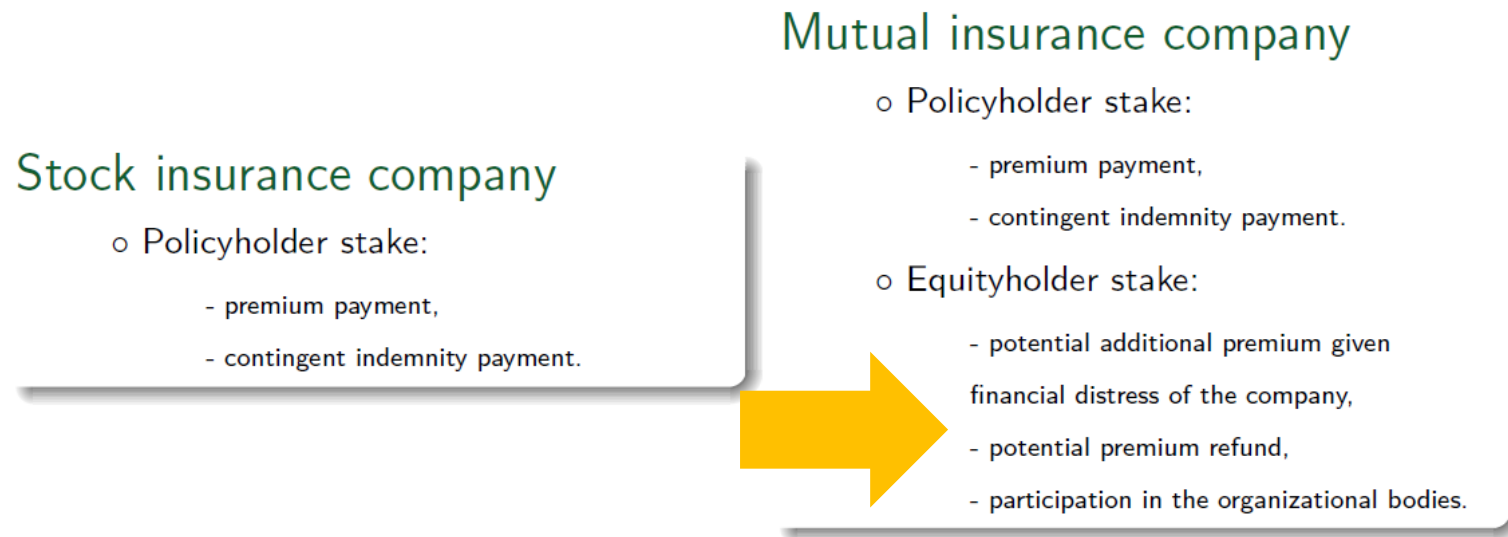 Stock insurance company
○ Policyholder stake:
- premium payment,
- contingent indemnity payment.
Mutual insurance company
○ Policyholder stake:
- premium payment,
- contingent indemnity payment.
○ Equityholder stake:
- potential additional premium given
financial distress of the company,
- potential premium refund,
- participation in the organizational bodies.